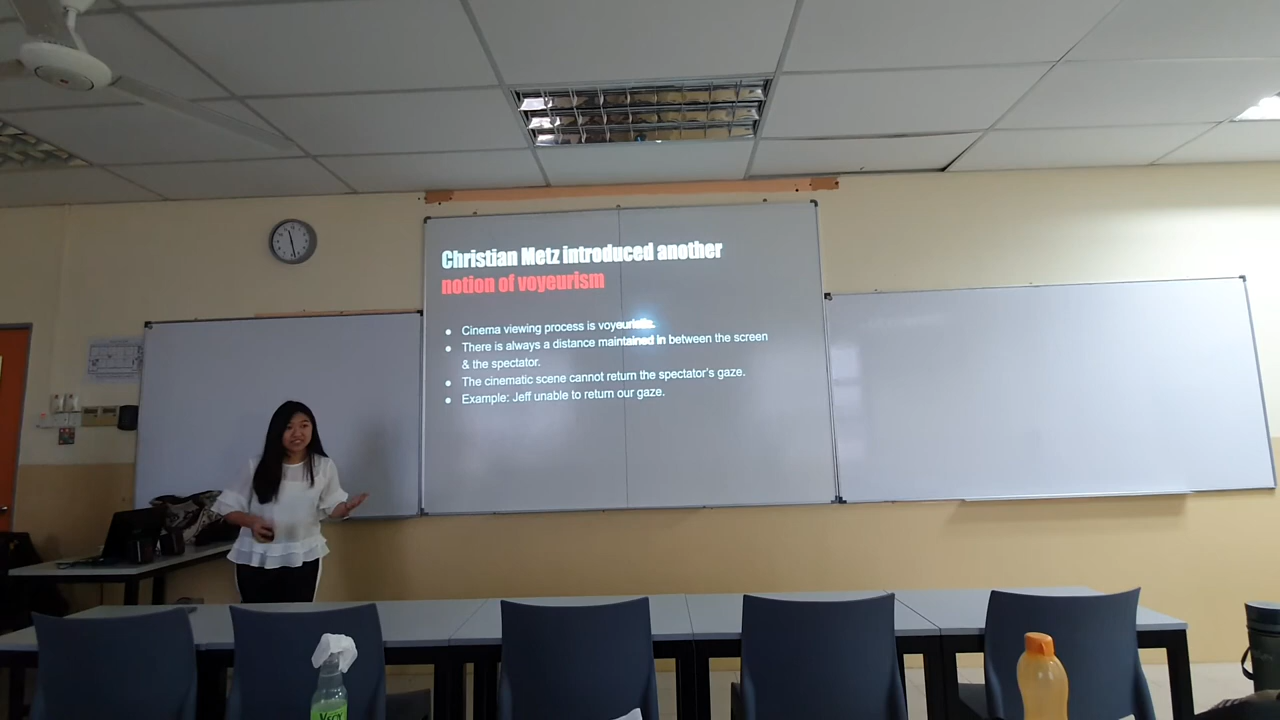 Christian Metz introduced another
notion of voyeurism
● Cinema viewing process is voyeuristic.
● There is always a distance maintained in between the screen
& the spectator.
● The cinematic scene cannot return the spectator's gaze.
● Example: Jeff unable to return our gaze.